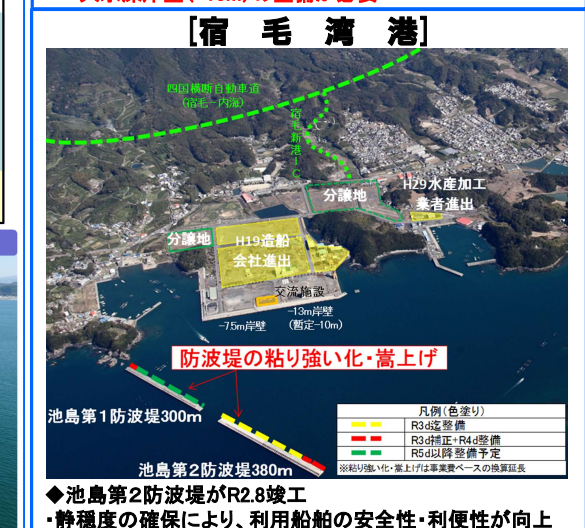 [宿毛湾港]
四国横断自動車道
(宿毛ー内海)
宿毛新港IC
分譲地
H29水産加工
業者進出
分譲地
H19造船
会社進出
交流施設
-13m岸壁
(暫定-10m)
-7.5m岸壁
防波堤の粘り強い化・嵩上げ
池島第1防波堤300m
池島第2防波堤380m
凡例(色塗り)
R3d迄整備
R3d補正+R4d整備
R5d以降整備予定
※粘り強い化・嵩上げは事業費ベースの換算延長
◆池島第2防波堤がR2.8竣工
・静穏度の確保により、利用船舶の安全性・利便性が向上